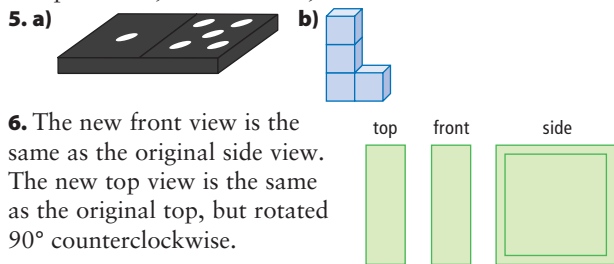 5. a)
b)
6. The new front view is the
same as the original side view.
The new top view is the same
as the original top, but rotated
90° counterclockwise.
top front side